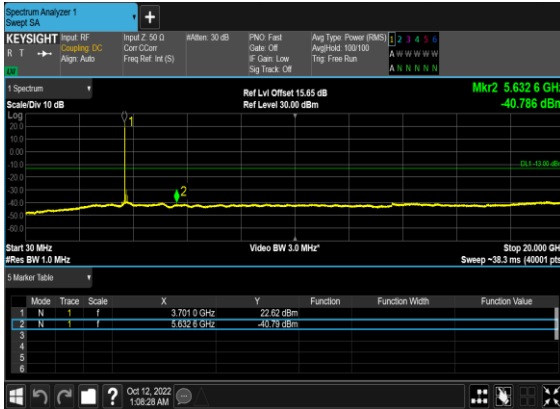 Spectrum Analyzer 1
Swept SA
+
KEYSIGHT Input: RF Input Z: 50 Ω #Atten: 30 dB PNO: Fast Avg Type: Power (RMS) 1 2 3 4 5 6
R T Coupling: DC Corr CCorr Gate: Off Avg|Hold: 100/100 A W W W W W
Align: Auto Freq Ref: Int (S) IF Gain: Low Trig: Free Run
Sig Track: Off A N N N N N
1 Spectrum
Scale/Div 10 dB
Ref Lvl Offset 15.65 dB
Ref Level 30.00 dBm
Mkr2 5.632 6 GHz
-40.786 dBm
Log
20.0
10.0
0.00
-10.0
-20.0
-30.0
-40.0
-50.0
-60.0
1
2
DL1 -13.00 dBm
Start 30 MHz Video BW 3.0 MHz* Stop 20.000 GHz
#Res BW 1.0 MHz Sweep ~38.3 ms (40001 pts)
5 Marker Table
Mode Trace Scale X Y Function Function Width Function Value
1 N 1 f 3.701 0 GHz 22.62 dBm
2 N 1 f 5.632 6 GHz -40.79 dBm
3
4
5
6
? Oct 12, 2022
1:08:28 AM